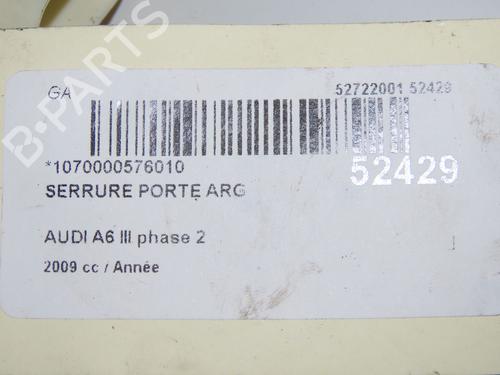 GA 52722001 52429
*1070000576010 52429
SERRURE PORTE ARG
AUDI A6 III phase 2
2009 cc / Année
B-PARTS